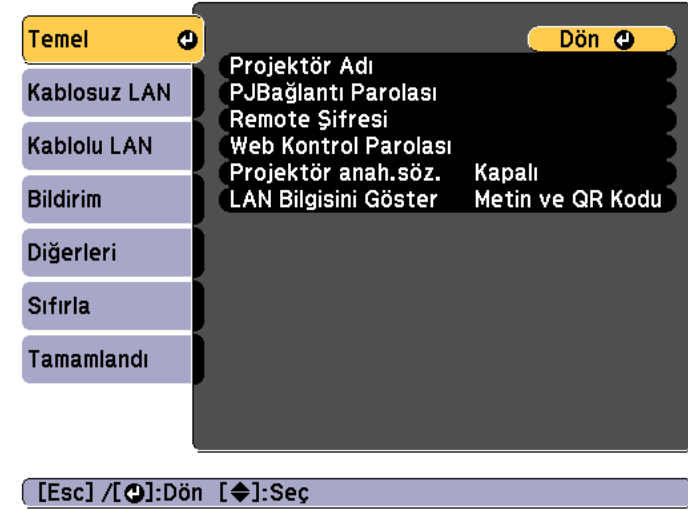 Temel
Dön
Kablosuz LAN
Kablolu LAN
Bildirim
Diğerleri
Sıfırla
Tamamlandı
Projektör Adı
PJBağlantı Parolası
Remote Şifresi
Web Kontrol Parolası
Projektör anah.söz. Kapalı
LAN Bilgisini Göster Metin ve QR Kodu
[Esc] /[⏎]:Dön [◆]:Seç